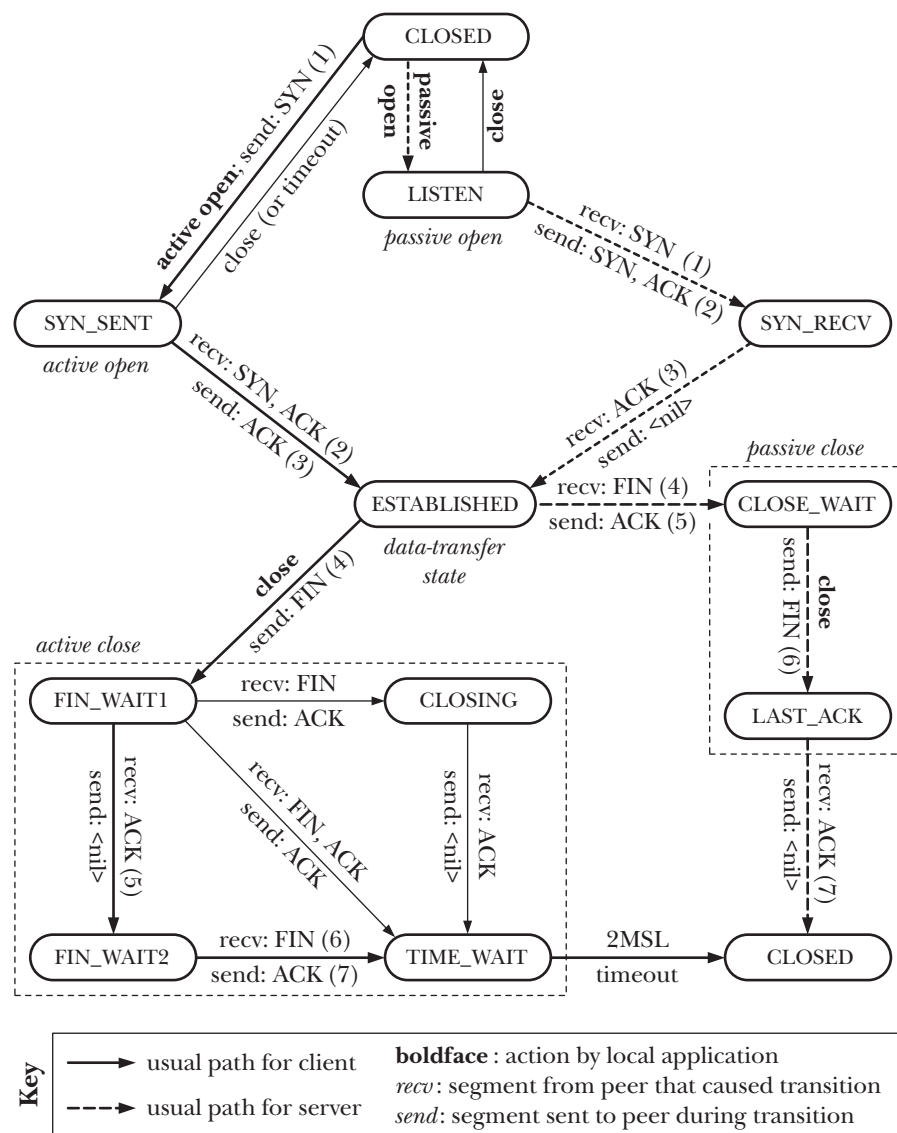 CLOSED
active open; send: SYN (1)
close (or timeout)
passive
open
close
LISTEN
passive open
recv: SYN (1)
send: SYN, ACK (2)
SYN_SENT
active open
SYN_RECV
recv: SYN, ACK (2)
send: ACK (3)
recv: ACK (3)
send: <nil>
passive close
ESTABLISHED
data-transfer
state
recv: FIN (4)
send: ACK (5)
CLOSE_WAIT
close
send: FIN (4)
close
send: FIN (6)
active close
FIN_WAIT1
recv: FIN
send: ACK
CLOSING
LAST_ACK
recv: ACK (5)
send: <nil>
recv: FIN, ACK
send: ACK
recv: ACK
send: <nil>
recv: ACK (7)
send: <nil>
FIN_WAIT2
recv: FIN (6)
send: ACK (7)
TIME_WAIT
2MSL
timeout
CLOSED
Key
usual path for client
usual path for server
boldface : action by local application
recv: segment from peer that caused transition
send: segment sent to peer during transition